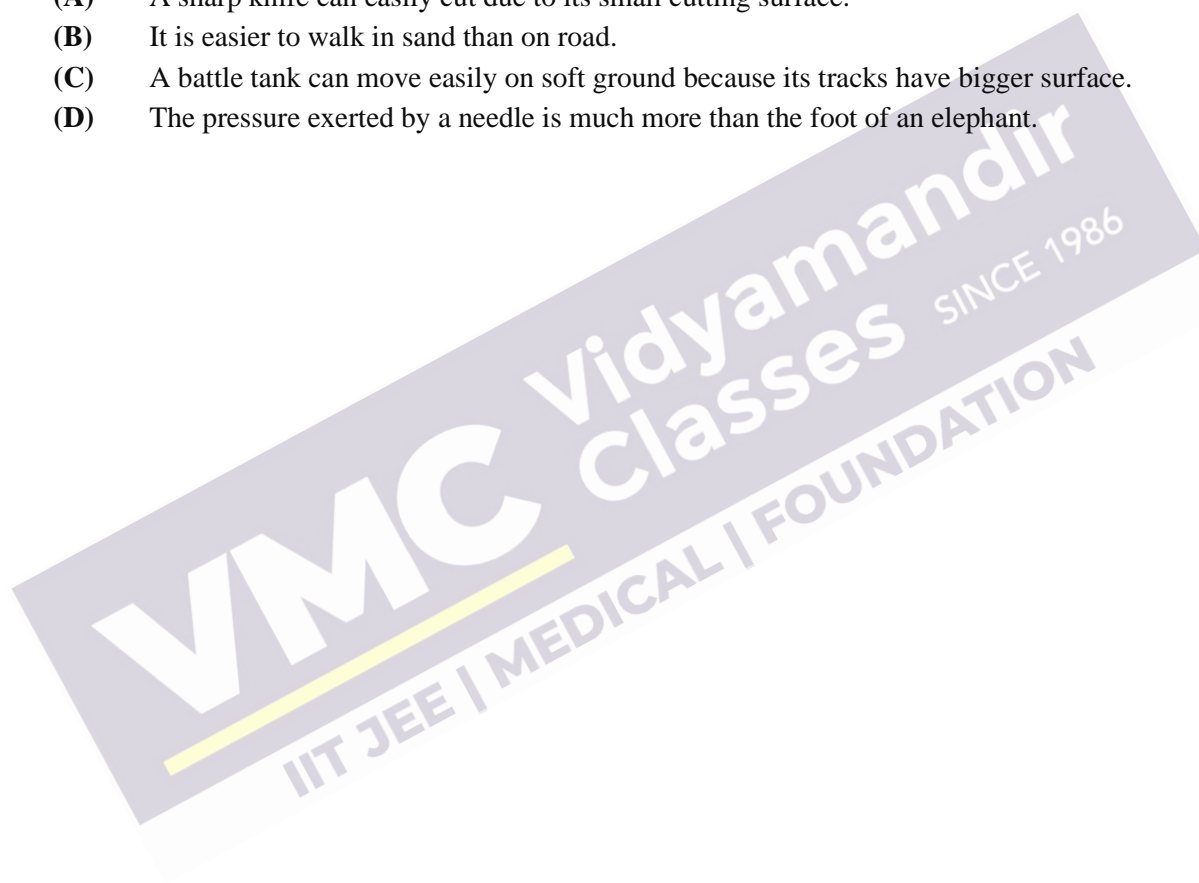 (A) A sharp knife can easily cut due to its small cutting surface.
(B) It is easier to walk in sand than on road.
(C) A battle tank can move easily on soft ground because its tracks have bigger surface.
(D) The pressure exerted by a needle is much more than the foot of an elephant.
VMC Vidyamandir Classes SINCE 1986
IIT JEE | MEDICAL | FOUNDATION